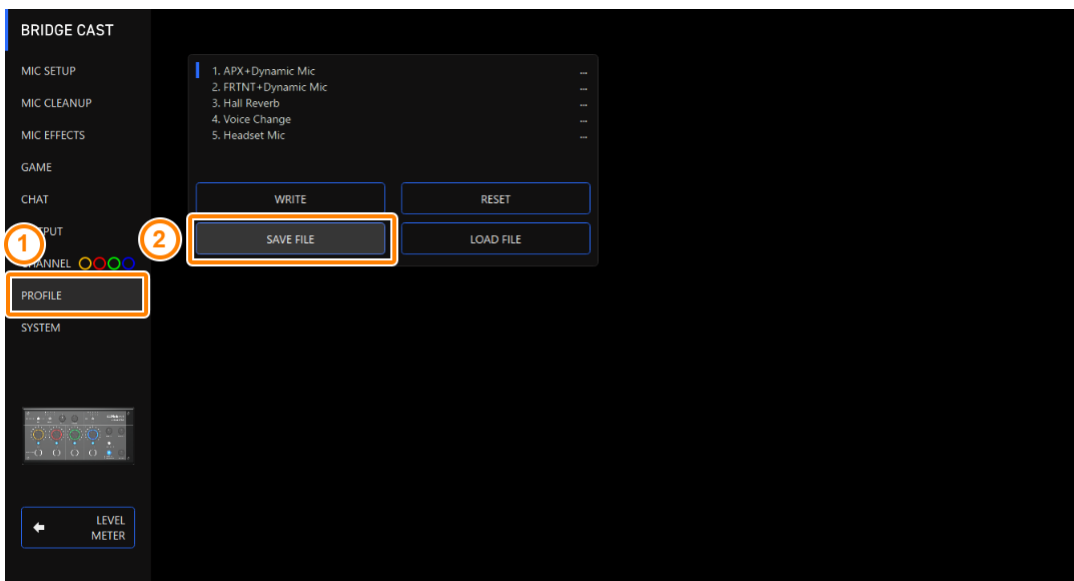 BRIDGE CAST
MIC SETUP
MIC CLEANUP
MIC EFFECTS
GAME
CHAT
PUT
CHANNEL
PROFILE
SYSTEM
LEVEL
METER
1
2
1. APX+Dynamic Mic ...
2. FRTNT+Dynamic Mic ...
3. Hall Reverb ...
4. Voice Change ...
5. Headset Mic ...
WRITE
RESET
SAVE FILE
LOAD FILE